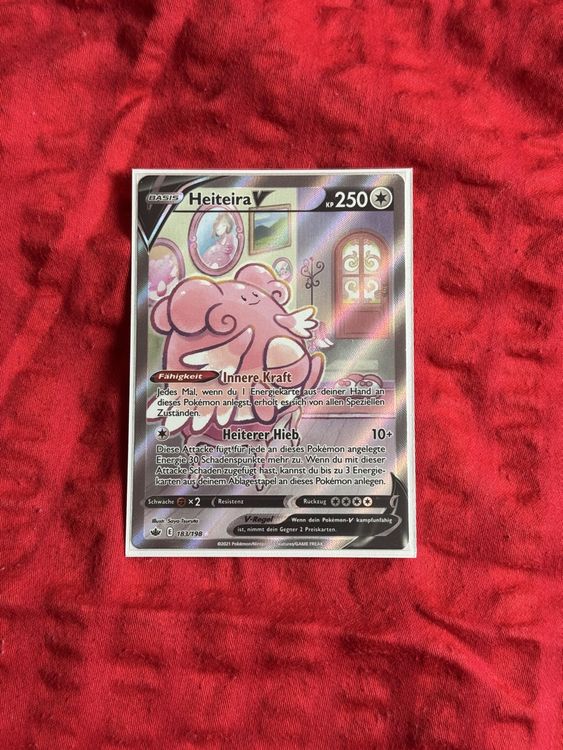 BASIS Heiteira V KP 250
Fähigkeit Innere Kraft
Jedes Mal, wenn du 1 Energiekarte aus deiner Hand an
dieses Pokémon anlegst, erholt es sich von allen Speziellen
Zuständen.
Heiterer Hieb 10+
Diese Attacke fügt für jede an dieses Pokémon angelegte
Energie 30 Schadenspunkte mehr zu. Wenn du mit dieser
Attacke Schaden zugefügt hast, kannst du bis zu 3 Energie-
karten aus deinem Ablagestapel an dieses Pokémon anlegen.
Schwäche ×2 Resistenz Rückzug
Illus. Saya Tsuruta
V-Regel Wenn dein Pokémon-V kampfunfähig
ist, nimmt dein Gegner 2 Preiskarten.
E 183/198
©2021 Pokémon/Nintendo/Creatures/GAME FREAK